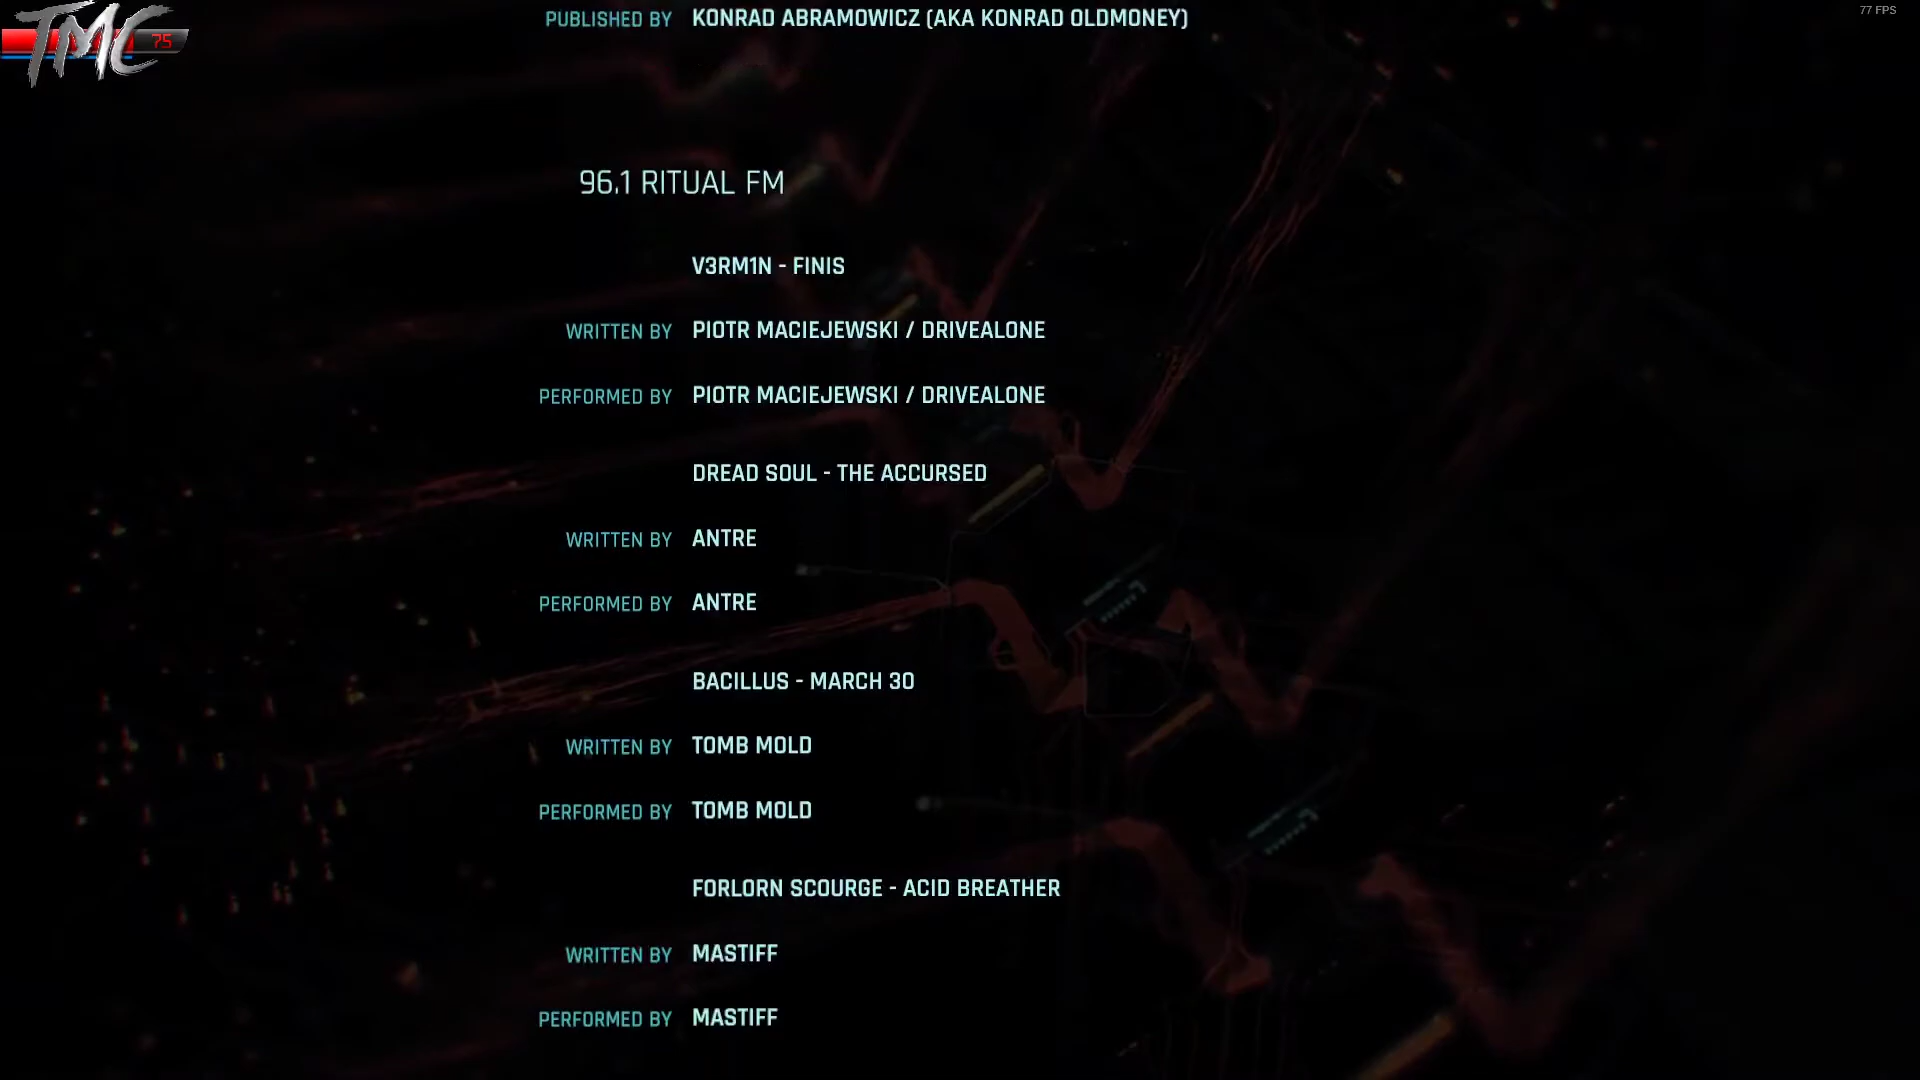 PUBLISHED BY KONRAD ABRAMOWICZ (AKA KONRAD OLDMONEY)
77 FPS
TMC
75
96.1 RITUAL FM
V3RM1N - FINIS
WRITTEN BY PIOTR MACIEJEWSKI / DRIVEALONE
PERFORMED BY PIOTR MACIEJEWSKI / DRIVEALONE
DREAD SOUL - THE ACCURSED
WRITTEN BY ANTRE
PERFORMED BY ANTRE
BACILLUS - MARCH 30
WRITTEN BY TOMB MOLD
PERFORMED BY TOMB MOLD
FORLORN SCOURGE - ACID BREATHER
WRITTEN BY MASTIFF
PERFORMED BY MASTIFF